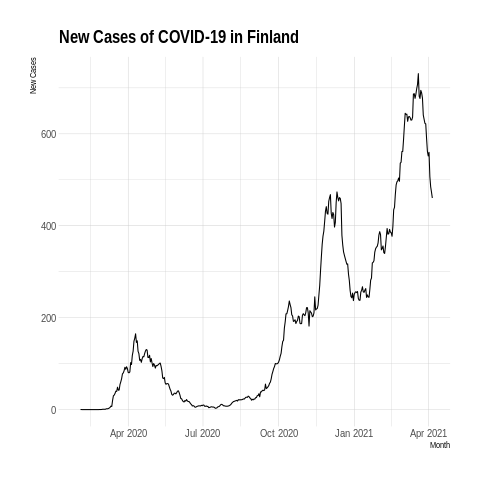 New Cases of COVID-19 in Finland
New Cases
600
400
200
0
Apr 2020
Jul 2020
Oct 2020
Jan 2021
Apr 2021
Month